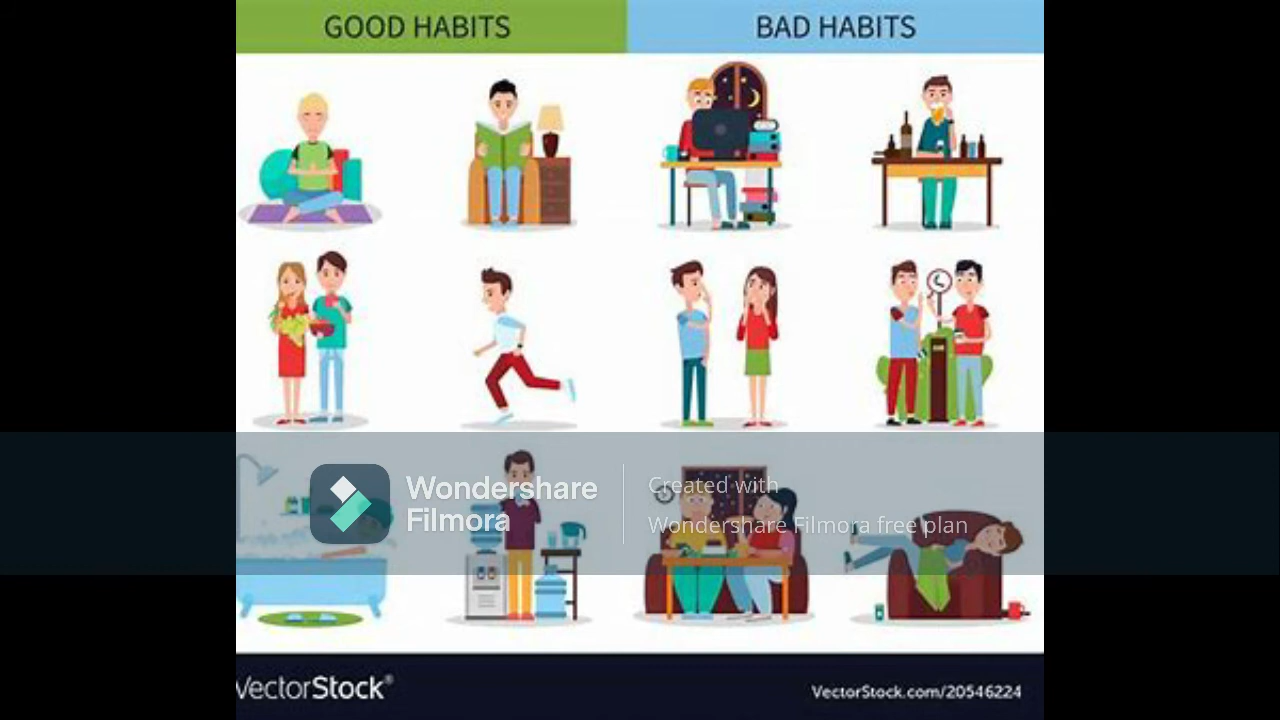 GOOD HABITS
BAD HABITS
Wondershare
Filmora
Created with
Wondershare Filmora free plan
VectorStock®
VectorStock.com/20546224